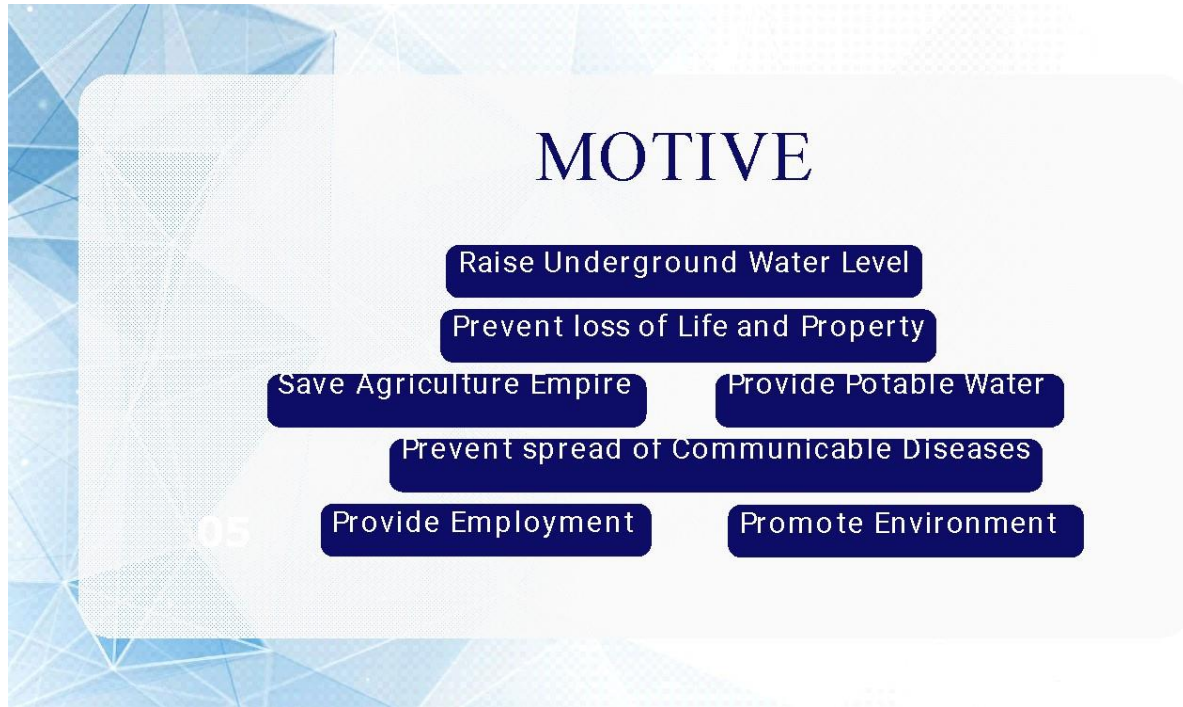 MOTIVE
Raise Underground Water Level
Prevent loss of Life and Property
Save Agriculture Empire
Provide Potable Water
Prevent spread of Communicable Diseases
05
Provide Employment
Promote Environment